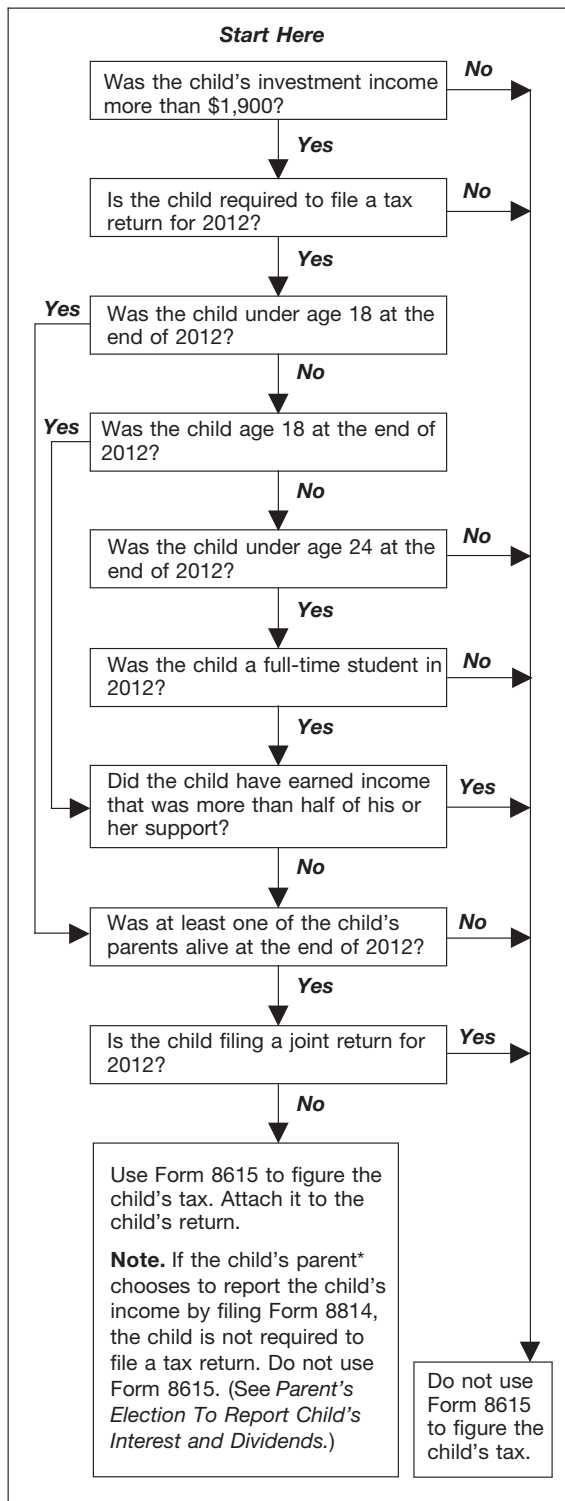 Start Here
Was the child's investment income
more than $1,900?
No
Yes
Is the child required to file a tax
return for 2012?
No
Yes
Yes
Was the child under age 18 at the
end of 2012?
No
Yes
Was the child age 18 at the end of
2012?
No
Was the child under age 24 at the
end of 2012?
No
Yes
Was the child a full-time student in
2012?
No
Yes
Did the child have earned income
that was more than half of his or
her support?
Yes
No
Was at least one of the child's
parents alive at the end of 2012?
No
Yes
Is the child filing a joint return for
2012?
Yes
No
Use Form 8615 to figure the
child's tax. Attach it to the
child's return.
Note. If the child's parent*
chooses to report the child's
income by filing Form 8814,
the child is not required to
file a tax return. Do not use
Form 8615. (See Parent's
Election To Report Child's
Interest and Dividends.)
Do not use
Form 8615
to figure the
child's tax.